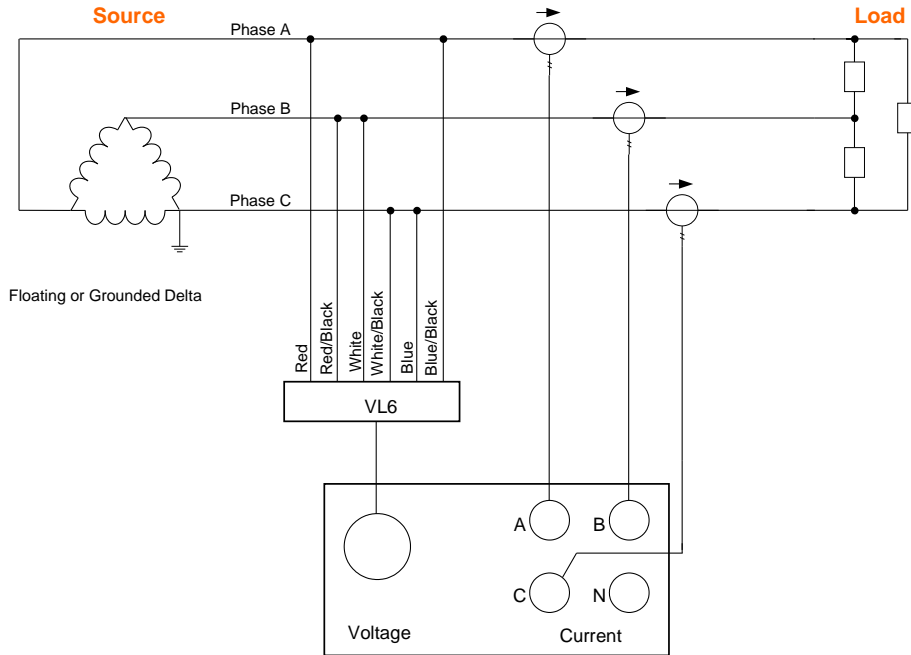 Source
Load
Phase A
Phase B
Phase C
Floating or Grounded Delta
Red
Red/Black
White
White/Black
Blue
Blue/Black
VL6
A
B
C
N
Voltage
Current